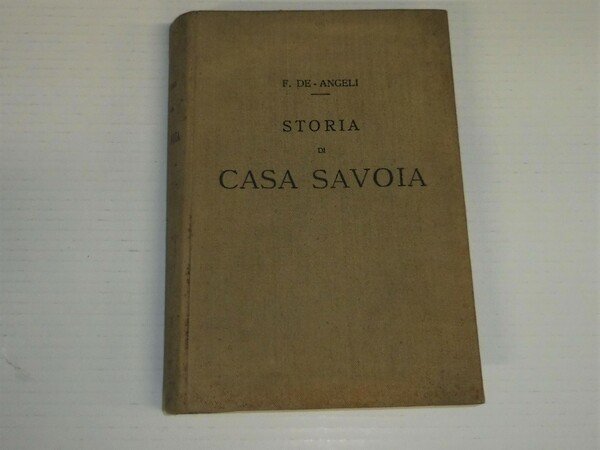 F. DE-ANGELI
STORIA
DI
CASA SAVOIA